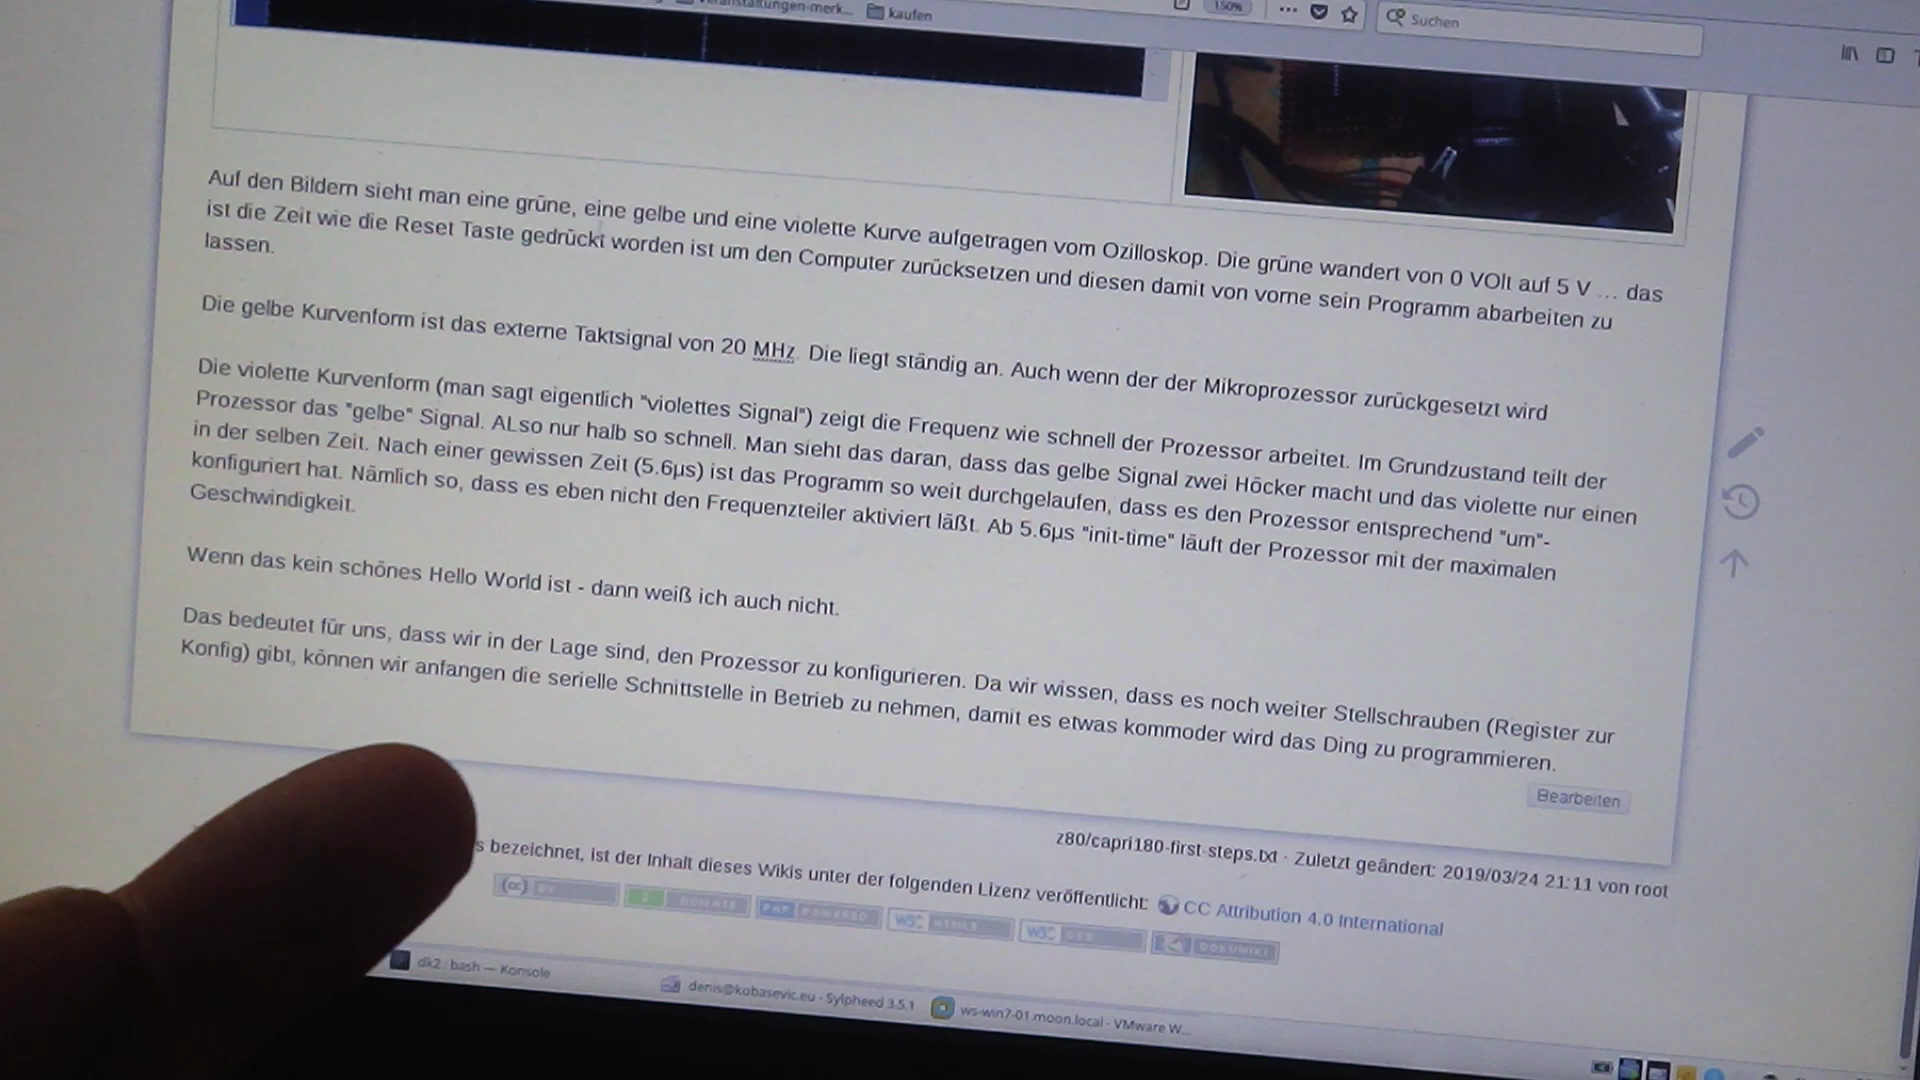 kaufen
150%
Suchen
Auf den Bildern sieht man eine grüne, eine gelbe und eine violette Kurve aufgetragen vom Ozilloskop. Die grüne wandert von 0 VOlt auf 5 V ... das
ist die Zeit wie die Reset Taste gedrückt worden ist um den Computer zurücksetzen und diesen damit von vorne sein Programm abarbeiten zu
lassen.
Die gelbe Kurvenform ist das externe Taktsignal von 20 MHz. Die liegt ständig an. Auch wenn der der Mikroprozessor zurückgesetzt wird
Die violette Kurvenform (man sagt eigentlich "violettes Signal") zeigt die Frequenz wie schnell der Prozessor arbeitet. Im Grundzustand teilt der
Prozessor das "gelbe" Signal. ALso nur halb so schnell. Man sieht das daran, dass das gelbe Signal zwei Höcker macht und das violette nur einen
in der selben Zeit. Nach einer gewissen Zeit (5.6µs) ist das Programm so weit durchgelaufen, dass es den Prozessor entsprechend "um"-
konfiguriert hat. Nämlich so, dass es eben nicht den Frequenzteiler aktiviert läßt. Ab 5.6µs "init-time" läuft der Prozessor mit der maximalen
Geschwindigkeit.
Wenn das kein schönes Hello World ist - dann weiß ich auch nicht.
Das bedeutet für uns, dass wir in der Lage sind, den Prozessor zu konfigurieren. Da wir wissen, dass es noch weiter Stellschrauben (Register zur
Konfig) gibt, können wir anfangen die serielle Schnittstelle in Betrieb zu nehmen, damit es etwas kommoder wird das Ding zu programmieren.
Bearbeiten
z80/capri180-first-steps.txt · Zuletzt geändert: 2019/03/24 21:11 von root
s bezeichnet, ist der Inhalt dieses Wikis unter der folgenden Lizenz veröffentlicht: CC Attribution 4.0 International
(cc) BY DONATE PHP POWERED W3C HTML5 W3C CSS DOKUWIKI
dk2 : bash — Konsole
denis@kobasevic.eu - Sylpheed 3.5.1
ws-win7-01.moon.local - VMware W...